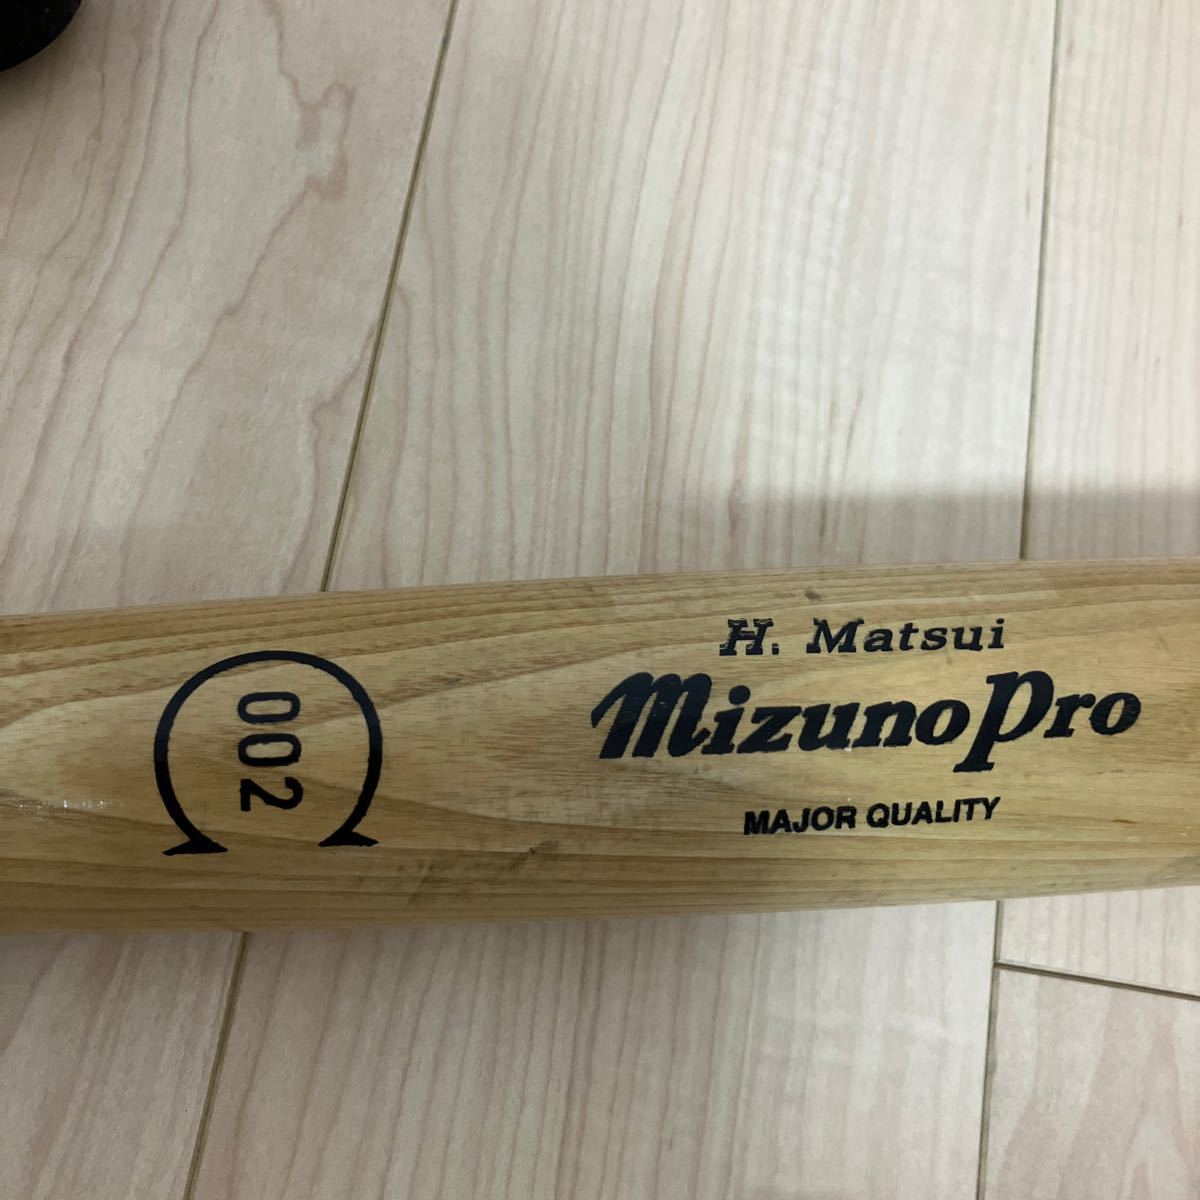 002
H. Matsui
mizuno pro
MAJOR QUALITY